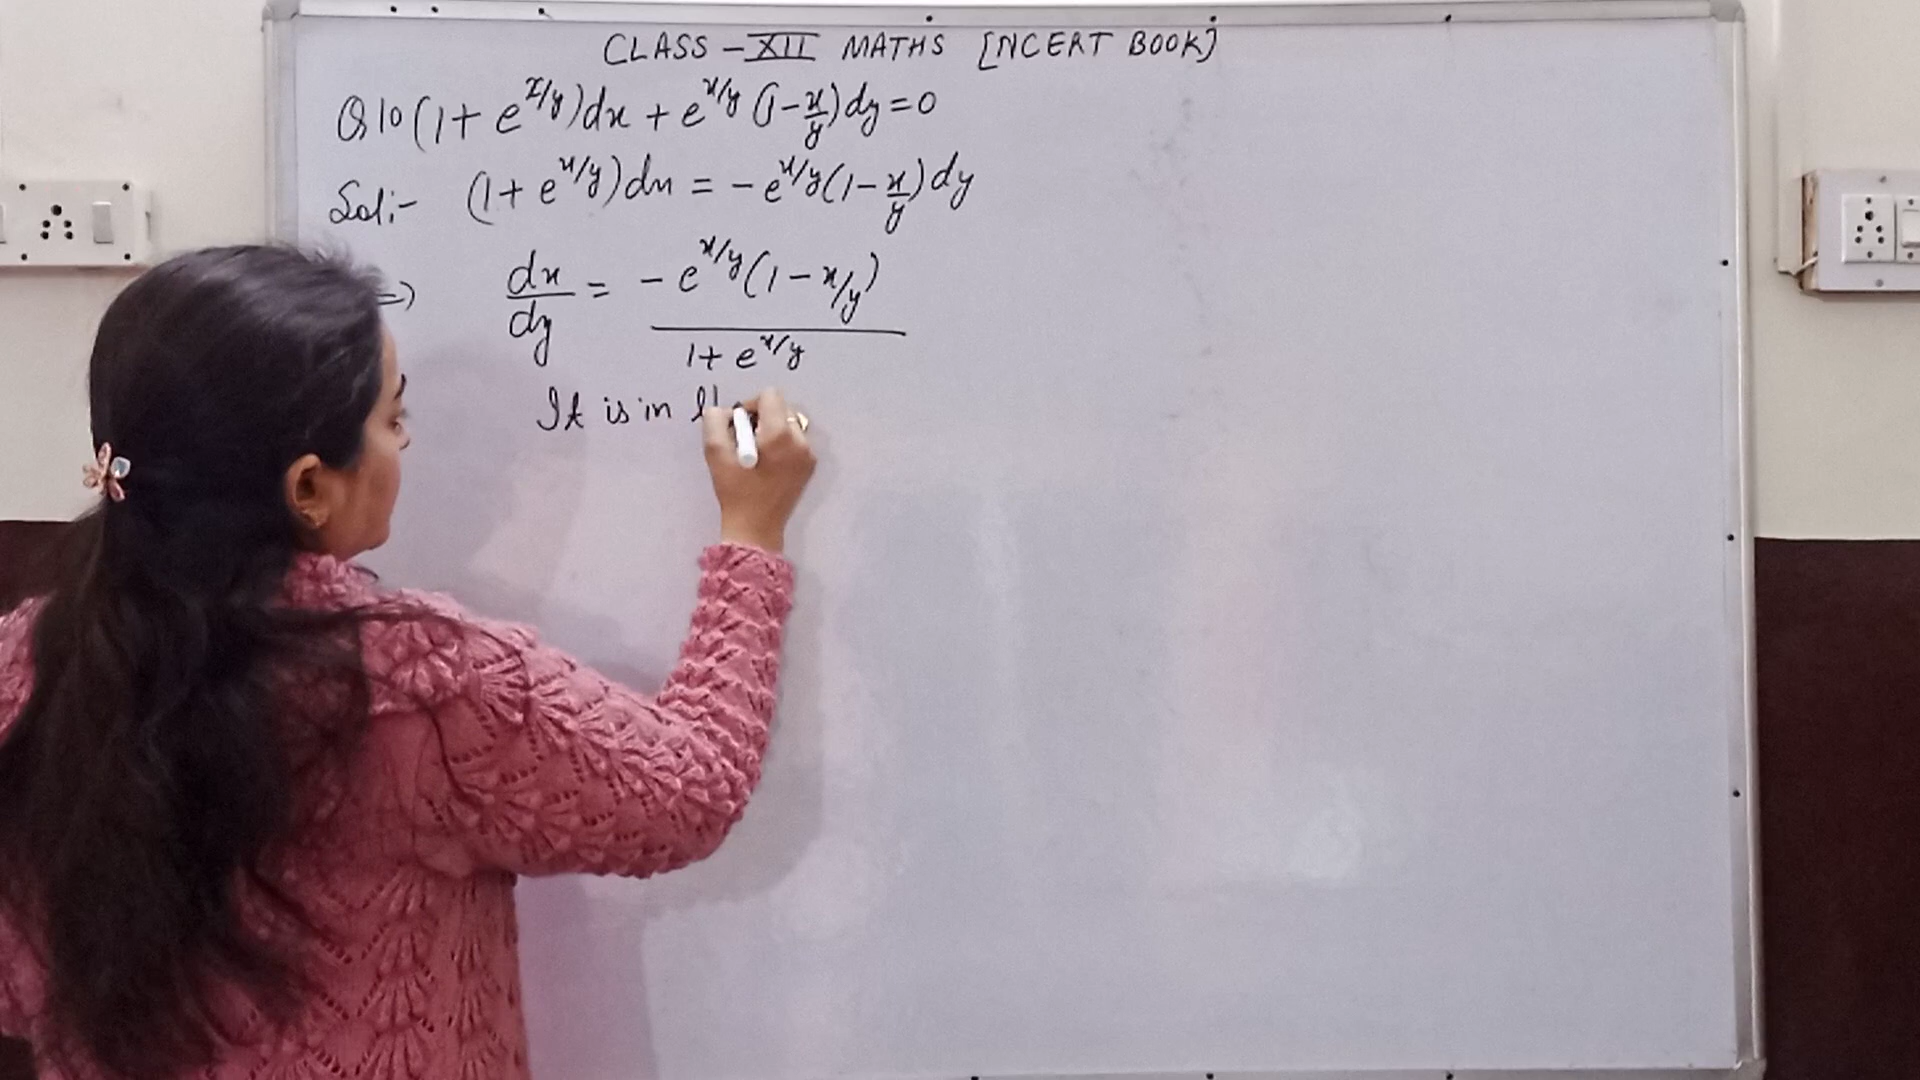 CLASS - XII MATHS [NCERT BOOK]
Q10 (1 + e^{x/y})dx + e^{x/y} (1 - x/y)dy = 0
Sol:- (1 + e^{x/y})dx = - e^{x/y}(1 - x/y)dy
=) dx/dy = - e^{x/y}(1 - x/y) / 1 + e^{x/y}
It is in